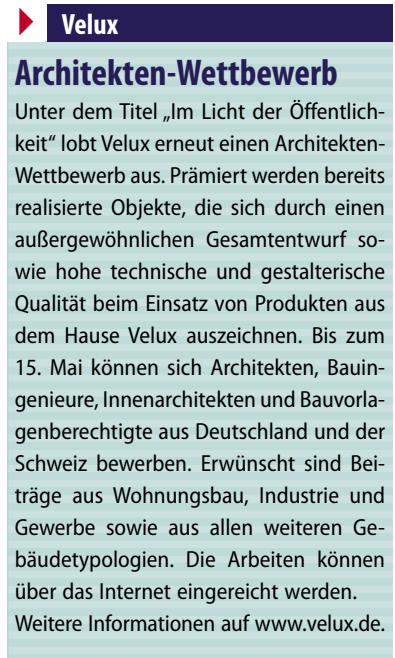 Velux
Architekten-Wettbewerb
Unter dem Titel „Im Licht der Öffentlich-
keit“ lobt Velux erneut einen Architekten-
Wettbewerb aus. Prämiert werden bereits
realisierte Objekte, die sich durch einen
außergewöhnlichen Gesamtentwurf so-
wie hohe technische und gestalterische
Qualität beim Einsatz von Produkten aus
dem Hause Velux auszeichnen. Bis zum
15. Mai können sich Architekten, Bauin-
genieure, Innenarchitekten und Bauvorla-
genberechtigte aus Deutschland und der
Schweiz bewerben. Erwünscht sind Bei-
träge aus Wohnungsbau, Industrie und
Gewerbe sowie aus allen weiteren Ge-
bäudetypologien. Die Arbeiten können
über das Internet eingereicht werden.
Weitere Informationen auf www.velux.de.